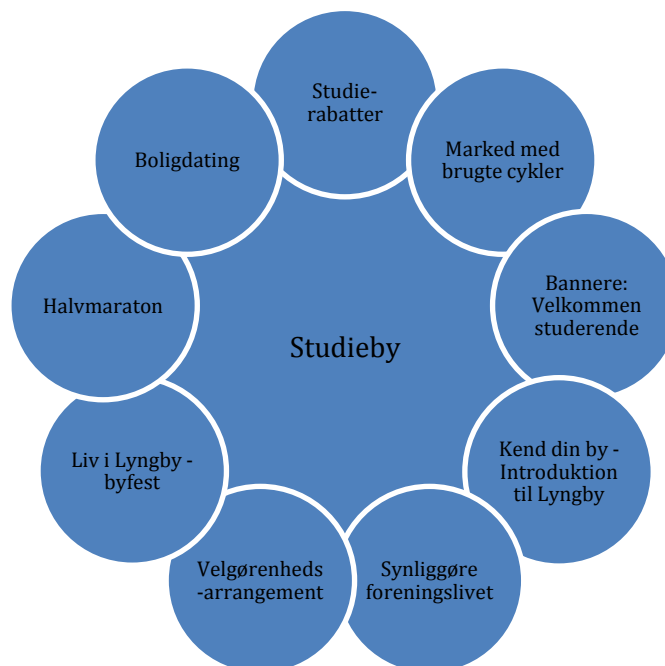 Studie-
rabatter
Marked med
brugte cykler
Bannere:
Velkommen
studerende
Kend din by -
Introduktion
til Lyngby
Synliggøre
foreningslivet
Velgørenheds
-arrangement
Liv i Lyngby -
byfest
Halvmaraton
Boligdating
Studieby